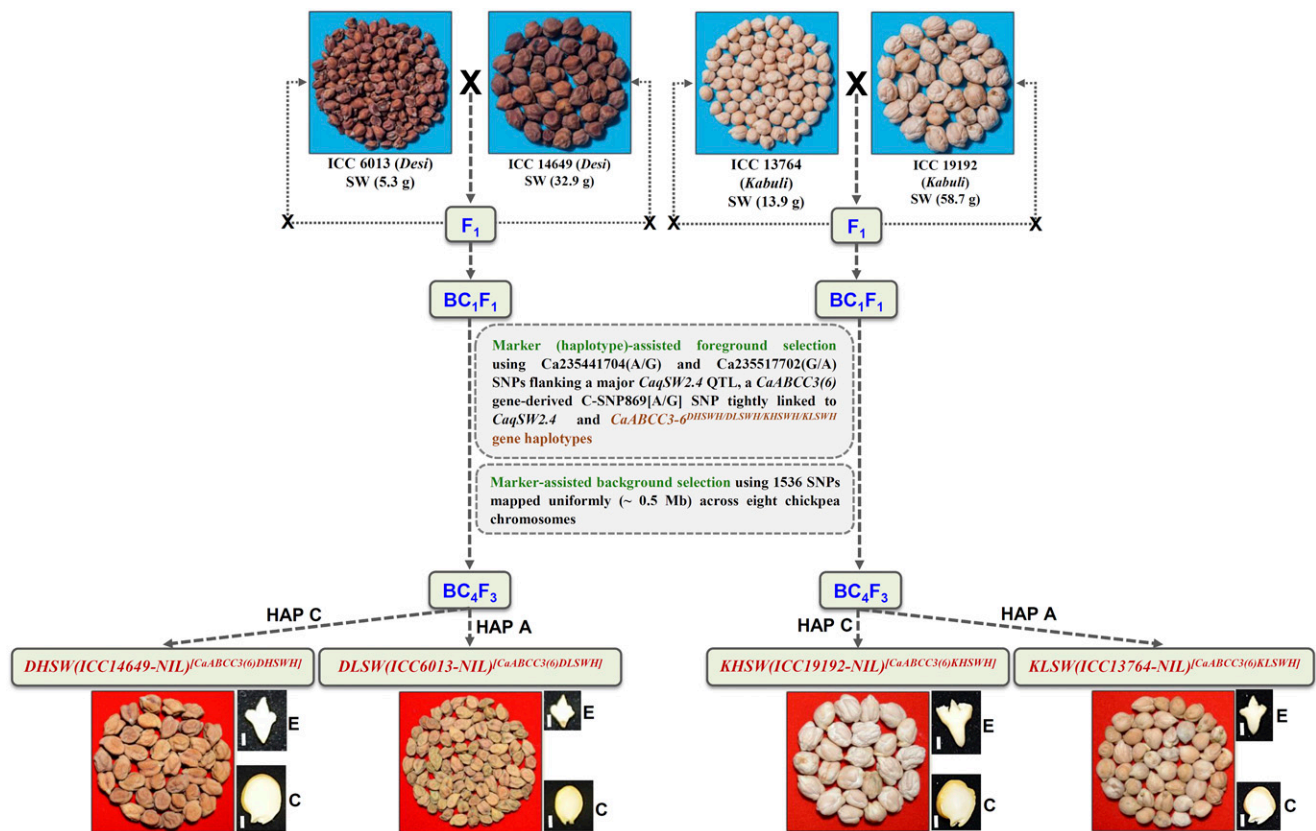 X
X
ICC 6013 (Desi)
SW (5.3 g)
ICC 14649 (Desi)
SW (32.9 g)
ICC 13764
(Kabuli)
SW (13.9 g)
ICC 19192
(Kabuli)
SW (58.7 g)
X
F1
X
X
F1
X
BC1F1
BC1F1
Marker (haplotype)-assisted foreground selection
using Ca235441704(A/G) and Ca235517702(G/A)
SNPs flanking a major CaqSW2.4 QTL, a CaABCC3(6)
gene-derived C-SNP869[A/G] SNP tightly linked to
CaqSW2.4 and CaABCC3-6DHSWH/DLSWH/KHSWH/KLSWH
gene haplotypes
Marker-assisted background selection using 1536 SNPs
mapped uniformly (~ 0.5 Mb) across eight chickpea
chromosomes
BC4F3
BC4F3
HAP C
HAP A
HAP C
HAP A
DHSW(ICC14649-NIL)[CaABCC3(6)DHSWH]
DLSW(ICC6013-NIL)[CaABCC3(6)DLSWH]
KHSW(ICC19192-NIL)[CaABCC3(6)KHSWH]
KLSW(ICC13764-NIL)[CaABCC3(6)KLSWH]
E
E
E
E
C
C
C
C